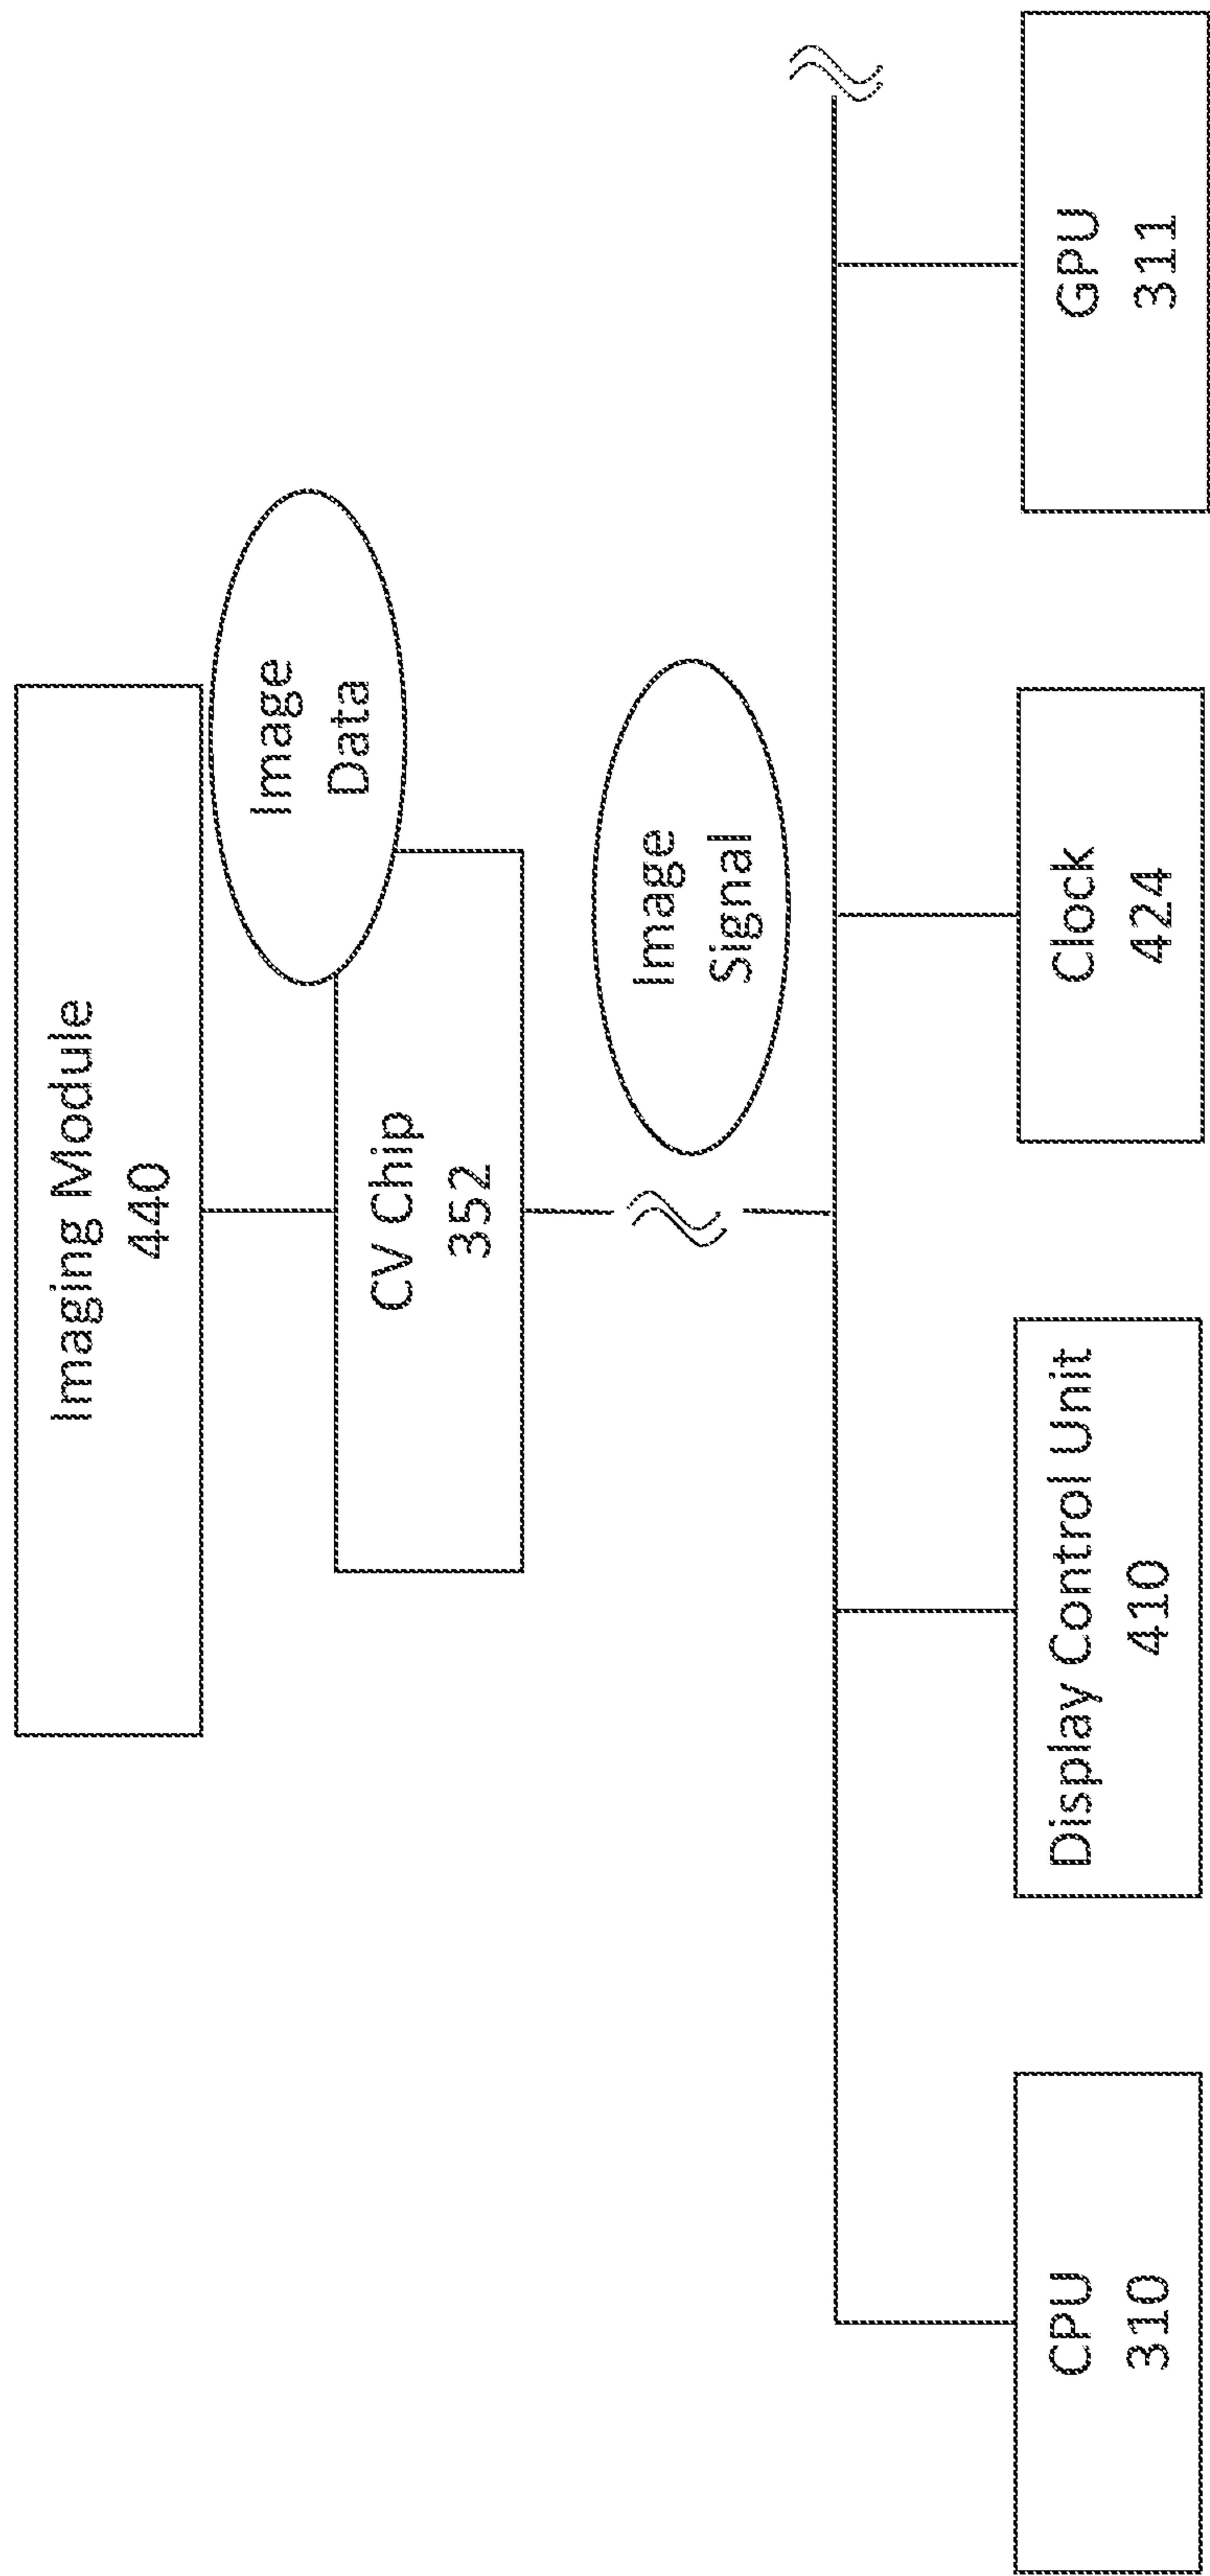 Imaging Module
440
Image
Data
CV Chip
352
Image
Signal
CPU
310
Display Control Unit
410
Clock
424
GPU
311